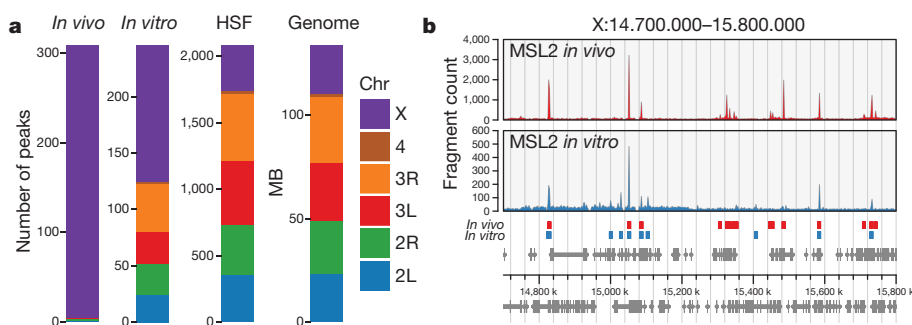 a
In vivo
In vitro
HSF
Genome
Number of peaks
300
200
100
0
200
150
100
50
0
2,000
1,500
1,000
500
0
MB
100
50
0
Chr
X
4
3R
3L
2R
2L
b
X:14.700.000–15.800.000
Fragment count
MSL2 in vivo
4,000
3,000
2,000
1,000
0
MSL2 in vitro
600
500
400
300
200
100
0
In vivo
In vitro
14,800 k
15,000 k
15,200 k
15,400 k
15,600 k
15,800 k